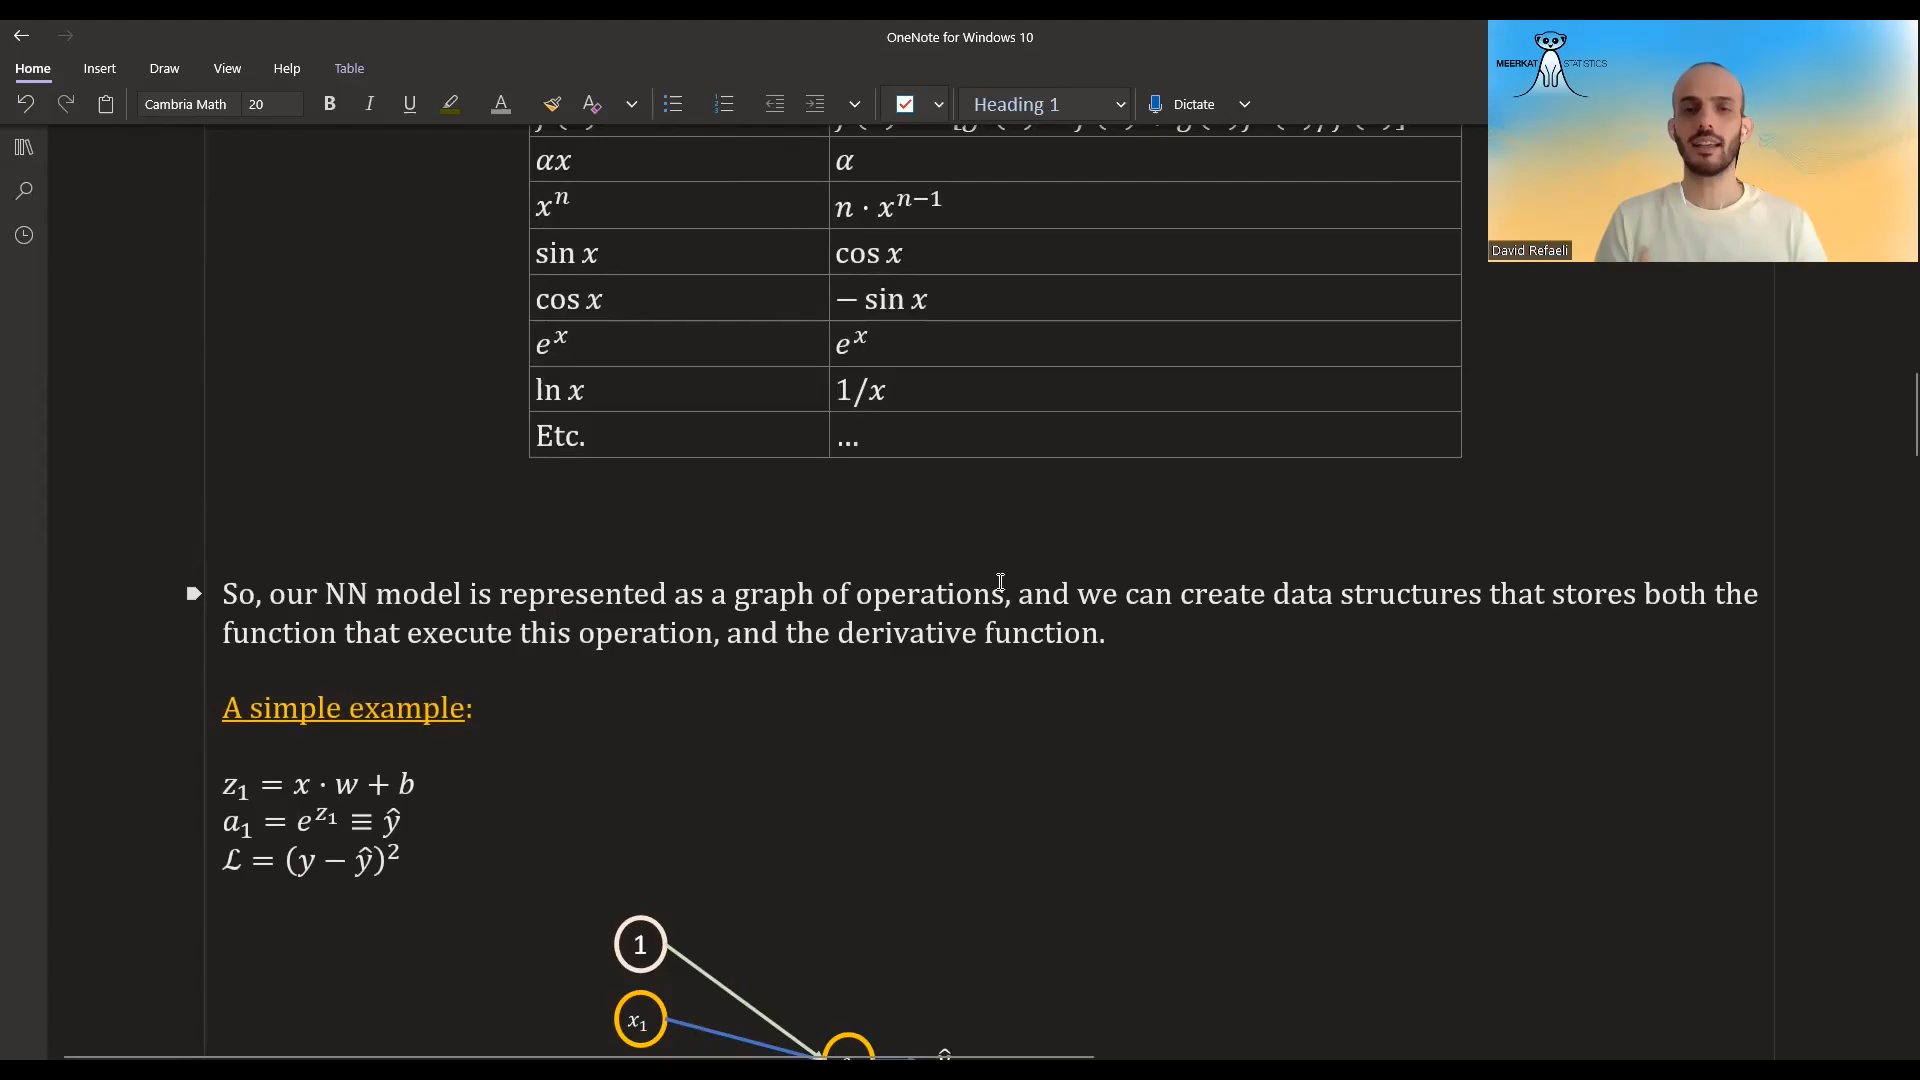 OneNote for Windows 10
MEERKAT STATISTICS
Home Insert Draw View Help Table
Cambria Math 20 B I U A A Heading 1 Dictate
αx α
xⁿ n · xⁿ⁻¹
sin x cos x
cos x − sin x
eˣ eˣ
ln x 1/x
Etc. ...
David Refaeli
So, our NN model is represented as a graph of operations, and we can create data structures that stores both the
function that execute this operation, and the derivative function.
A simple example:
z₁ = x · w + b
a₁ = e^{z₁} ≡ ŷ
ℒ = (y − ŷ)²
1
x₁